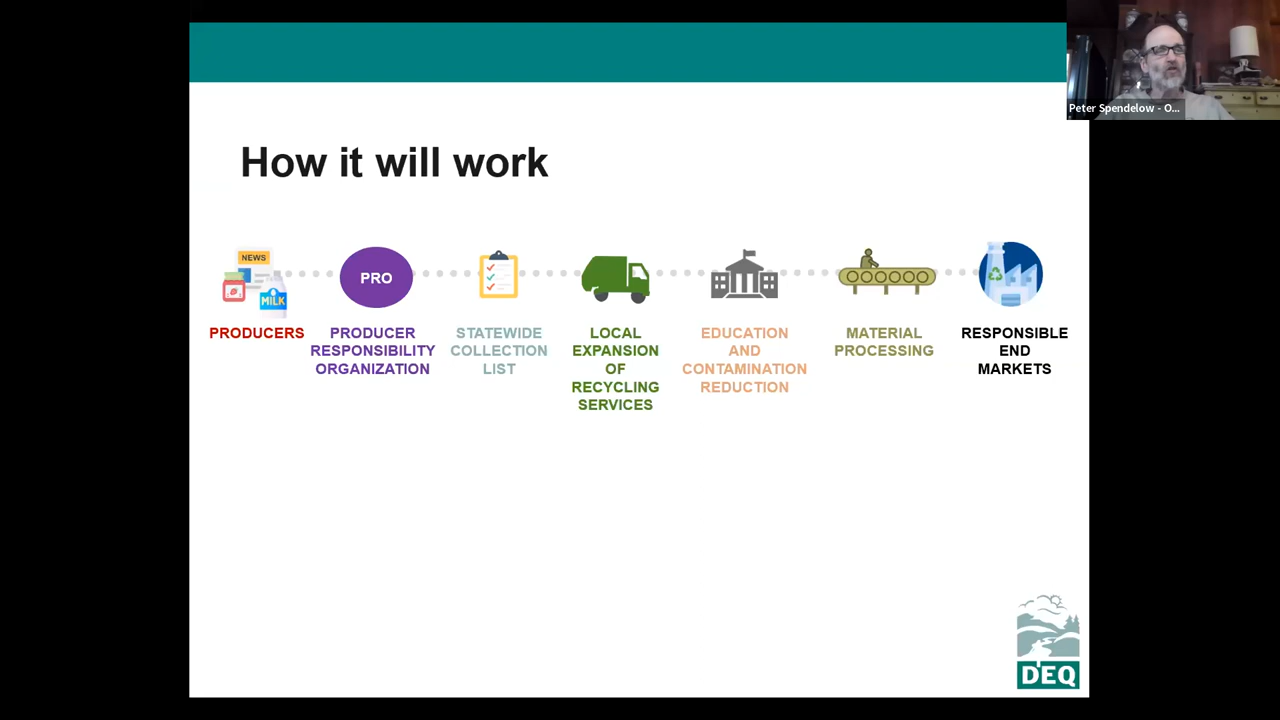 Peter Spendelow - O...
How it will work
NEWS
MILK
PRO
PRODUCERS
PRODUCER
RESPONSIBILITY
ORGANIZATION
STATEWIDE
COLLECTION
LIST
LOCAL
EXPANSION
OF
RECYCLING
SERVICES
EDUCATION
AND
CONTAMINATION
REDUCTION
MATERIAL
PROCESSING
RESPONSIBLE
END
MARKETS
DEQ